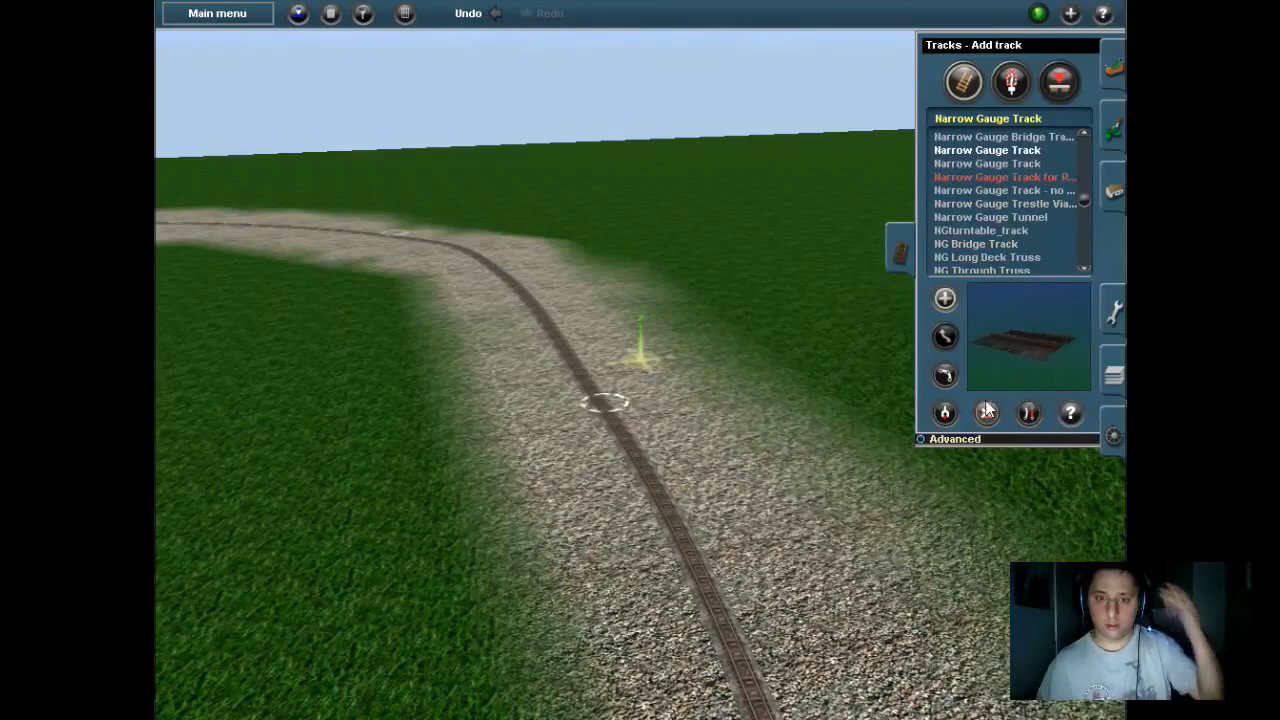 Main menu
Undo
Redo
?
Tracks - Add track
Narrow Gauge Track
Narrow Gauge Bridge Tra...
Narrow Gauge Track
Narrow Gauge Track
Narrow Gauge Track for R...
Narrow Gauge Track - no ...
Narrow Gauge Trestle Via...
Narrow Gauge Tunnel
NGturntable_track
NG Bridge Track
NG Long Deck Truss
NG Through Truss
?
Advanced